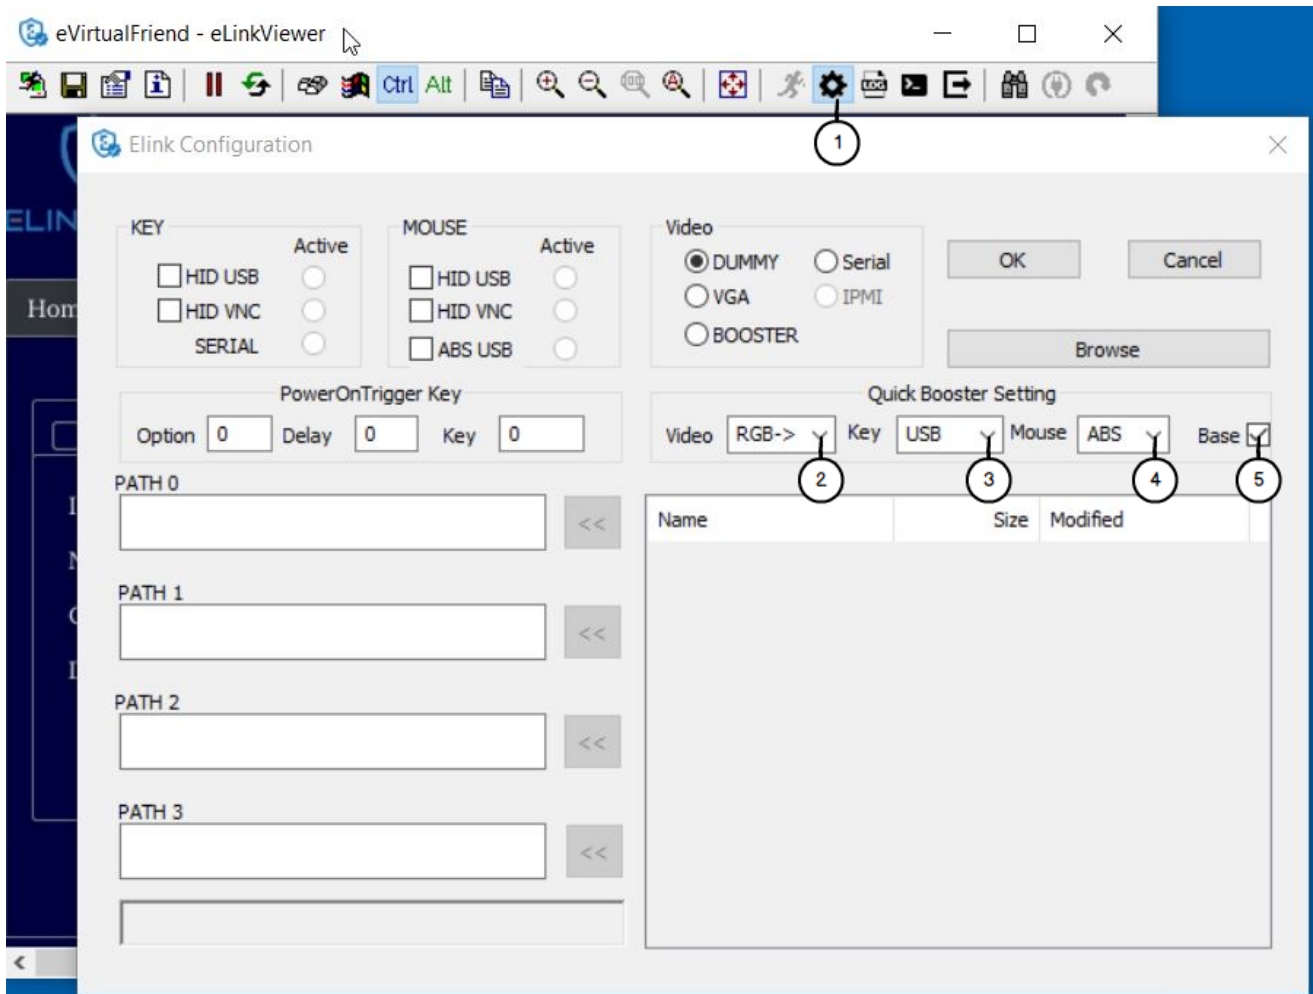 eVirtualFriend - eLinkViewer
Ctrl Alt
Elink Configuration
1
ELIN
Hom
KEY
Active
HID USB
HID VNC
SERIAL
MOUSE
Active
HID USB
HID VNC
ABS USB
Video
DUMMY Serial
VGA IPMI
BOOSTER
OK Cancel
Browse
PowerOnTrigger Key
Option 0 Delay 0 Key 0
Quick Booster Setting
Video RGB-> Key USB Mouse ABS Base
2 3 4 5
PATH 0
<<
PATH 1
<<
PATH 2
<<
PATH 3
<<
Name Size Modified